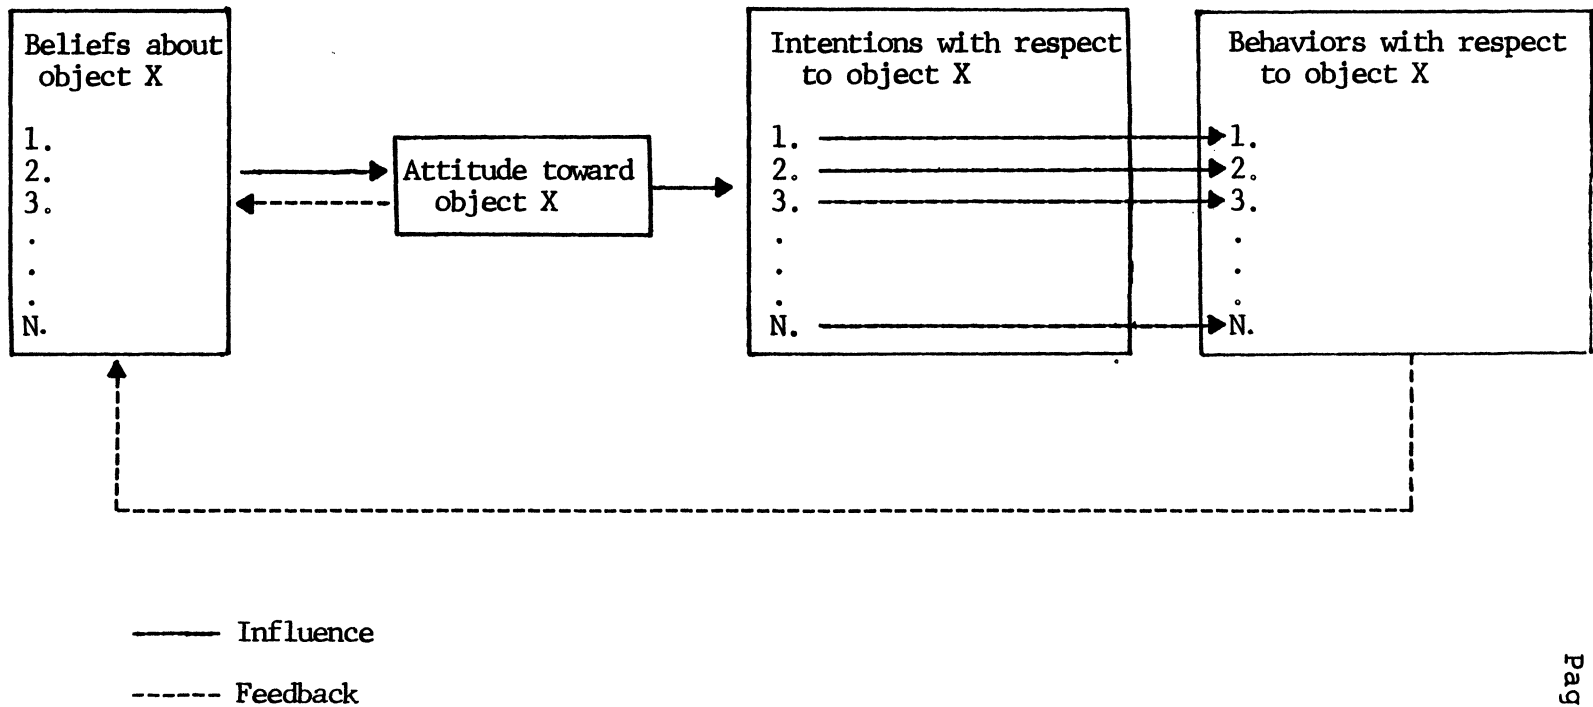 Beliefs about
object X
1.
2.
3.
.
.
.
N.
Attitude toward
object X
Intentions with respect
to object X
1.
2.
3.
.
.
.
N.
Behaviors with respect
to object X
1.
2.
3.
.
.
.
N.
Influence
Feedback
Pag